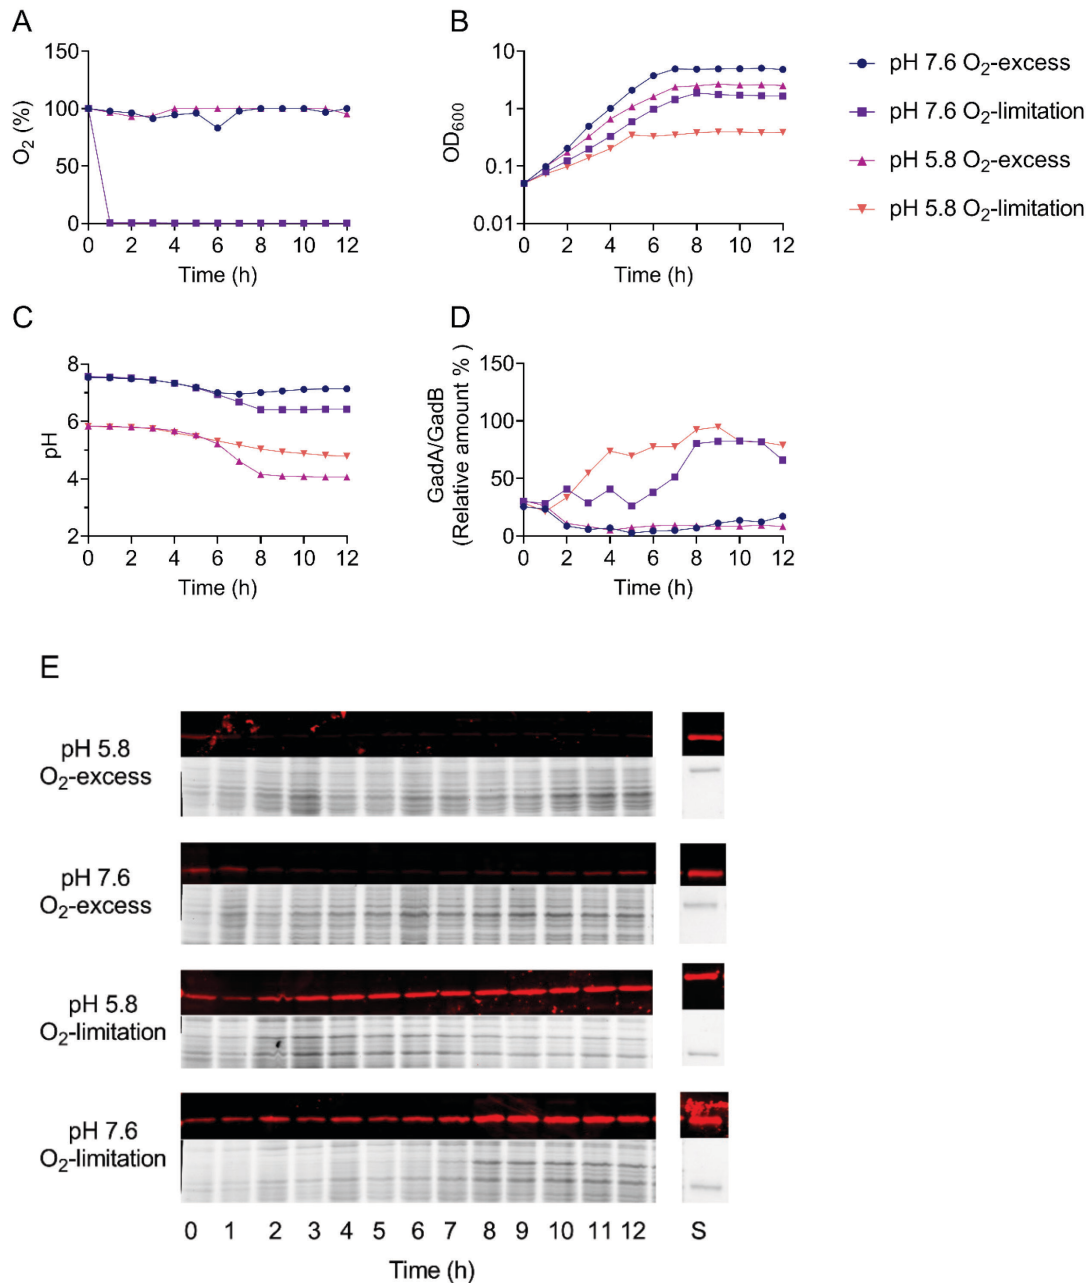 A
150
100
50
0
O2 (%)
0 2 4 6 8 10 12
Time (h)
B
10
1
0.1
0.01
OD600
0 2 4 6 8 10 12
Time (h)
pH 7.6 O2-excess
pH 7.6 O2-limitation
pH 5.8 O2-excess
pH 5.8 O2-limitation
C
8
6
4
2
pH
0 2 4 6 8 10 12
Time (h)
D
150
100
50
0
GadA/GadB
(Relative amount % )
0 2 4 6 8 10 12
Time (h)
E
pH 5.8
O2-excess
pH 7.6
O2-excess
pH 5.8
O2-limitation
pH 7.6
O2-limitation
0 1 2 3 4 5 6 7 8 9 10 11 12 S
Time (h)